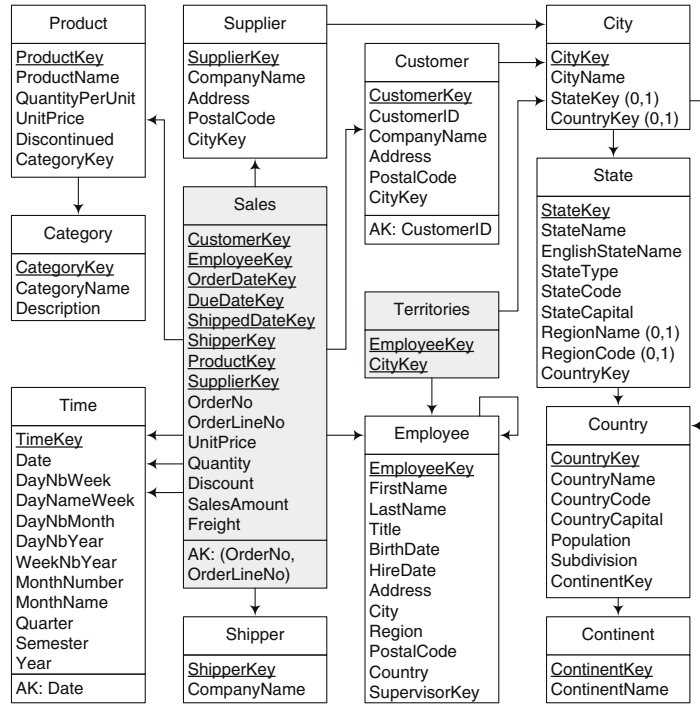 Product
ProductKey
ProductName
QuantityPerUnit
UnitPrice
Discontinued
CategoryKey
Category
CategoryKey
CategoryName
Description
Time
TimeKey
Date
DayNbWeek
DayNameWeek
DayNbMonth
DayNbYear
WeekNbYear
MonthNumber
MonthName
Quarter
Semester
Year
AK: Date
Supplier
SupplierKey
CompanyName
Address
PostalCode
CityKey
Sales
CustomerKey
EmployeeKey
OrderDateKey
DueDateKey
ShippedDateKey
ShipperKey
ProductKey
SupplierKey
OrderNo
OrderLineNo
UnitPrice
Quantity
Discount
SalesAmount
Freight
AK: (OrderNo,
OrderLineNo)
Shipper
ShipperKey
CompanyName
Customer
CustomerKey
CustomerID
CompanyName
Address
PostalCode
CityKey
AK: CustomerID
Territories
EmployeeKey
CityKey
Employee
EmployeeKey
FirstName
LastName
Title
BirthDate
HireDate
Address
City
Region
PostalCode
Country
SupervisorKey
City
CityKey
CityName
StateKey (0,1)
CountryKey (0,1)
State
StateKey
StateName
EnglishStateName
StateType
StateCode
StateCapital
RegionName (0,1)
RegionCode (0,1)
CountryKey
Country
CountryKey
CountryName
CountryCode
CountryCapital
Population
Subdivision
ContinentKey
Continent
ContinentKey
ContinentName